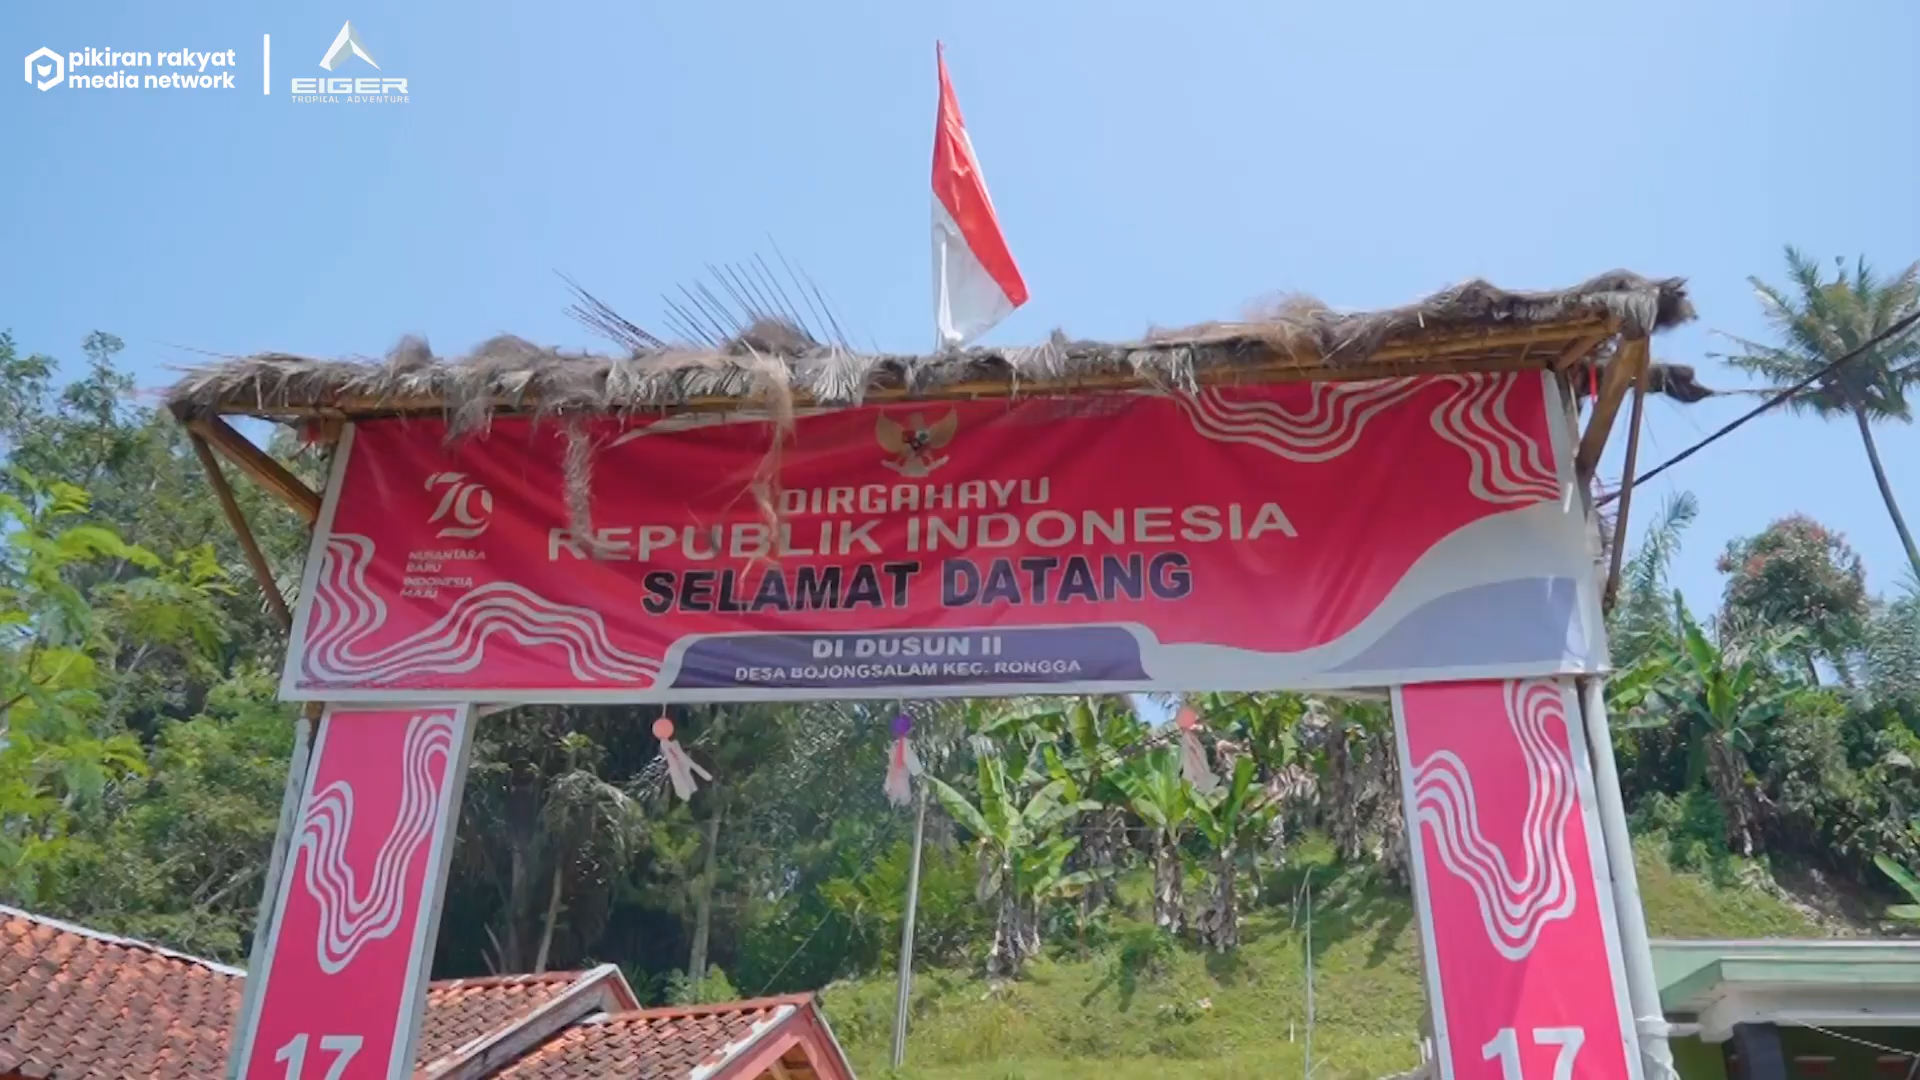 pikiran rakyat
media network
EIGER
TROPICAL ADVENTURE
79
NUSANTARA
BARU
INDONESIA
MAJU
DIRGAHAYU
REPUBLIK INDONESIA
SELAMAT DATANG
DI DUSUN II
DESA BOJONGSALAM KEC. RONGGA
17
17